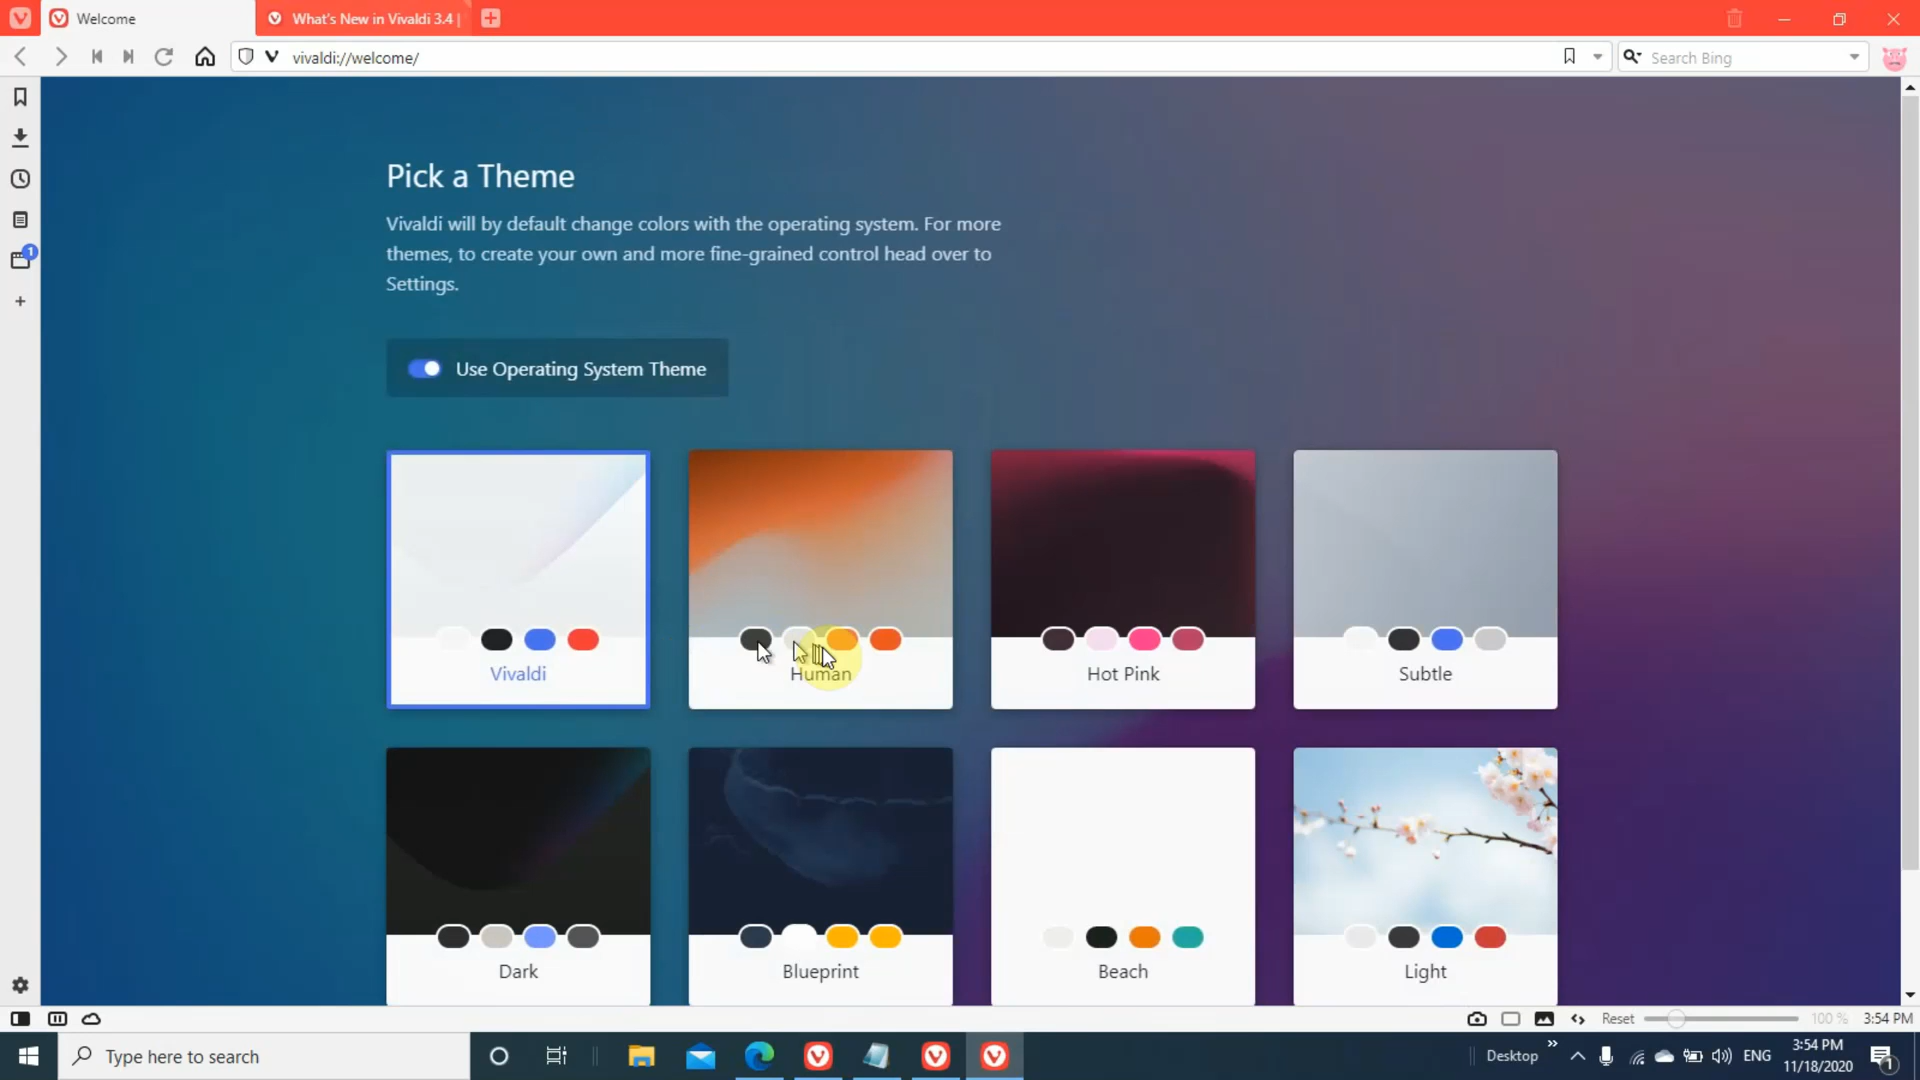 Welcome
What's New in Vivaldi 3.4 |
vivaldi://welcome/
Search Bing
Pick a Theme
Vivaldi will by default change colors with the operating system. For more
themes, to create your own and more fine-grained control head over to
Settings.
1
Use Operating System Theme
Vivaldi
Human
Hot Pink
Subtle
Dark
Blueprint
Beach
Light
Reset
100 %
3:54 PM
Type here to search
Desktop
ENG
3:54 PM
11/18/2020
1